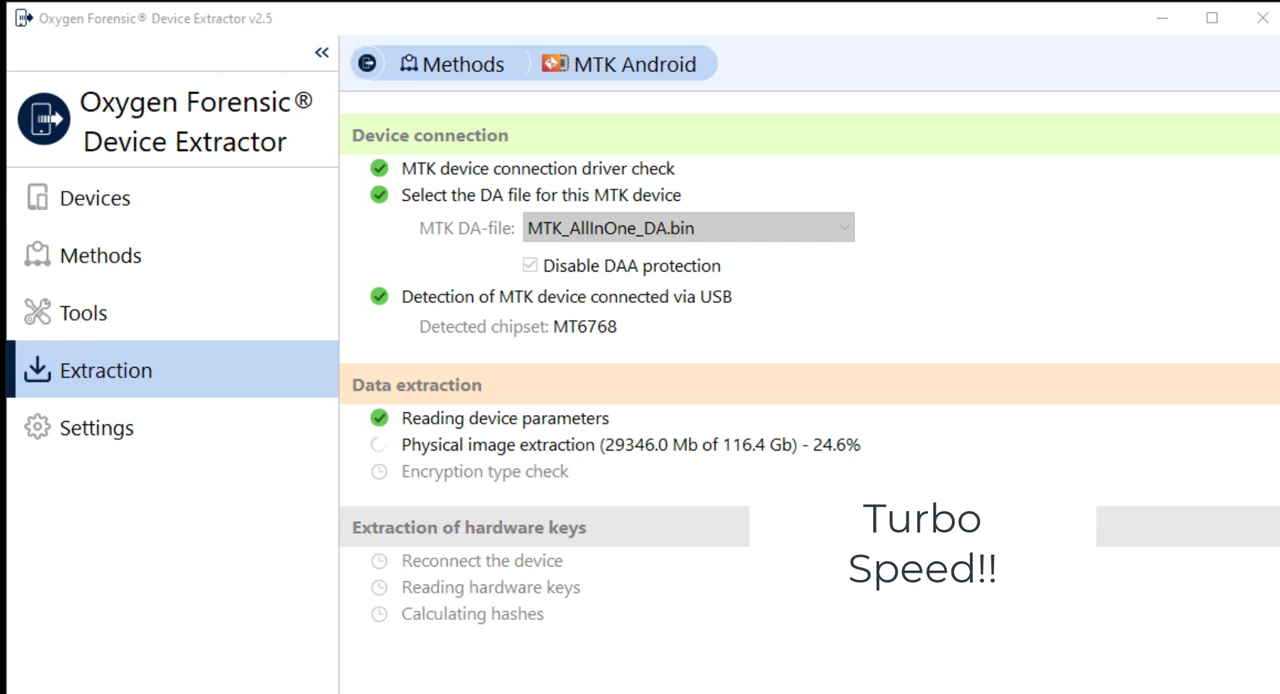 Oxygen Forensic® Device Extractor v2.5
«
Methods
MTK Android
Oxygen Forensic®
Device Extractor
Devices
Methods
Tools
Extraction
Settings
Device connection
MTK device connection driver check
Select the DA file for this MTK device
MTK DA-file: MTK_AllInOne_DA.bin
Disable DAA protection
Detection of MTK device connected via USB
Detected chipset: MT6768
Data extraction
Reading device parameters
Physical image extraction (29346.0 Mb of 116.4 Gb) - 24.6%
Encryption type check
Extraction of hardware keys
Reconnect the device
Reading hardware keys
Calculating hashes
Turbo
Speed!!